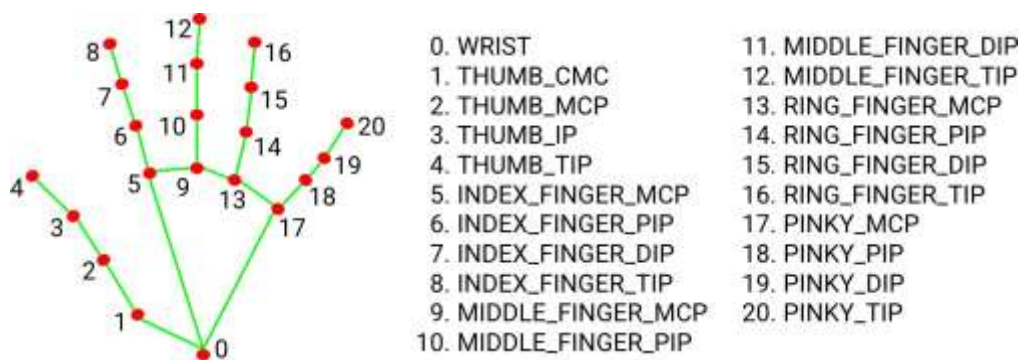 12
8
16
11
7
15
10
20
6
14
19
4
5
9
13
18
3
17
2
1
0
0. WRIST
1. THUMB_CMC
2. THUMB_MCP
3. THUMB_IP
4. THUMB_TIP
5. INDEX_FINGER_MCP
6. INDEX_FINGER_PIP
7. INDEX_FINGER_DIP
8. INDEX_FINGER_TIP
9. MIDDLE_FINGER_MCP
10. MIDDLE_FINGER_PIP
11. MIDDLE_FINGER_DIP
12. MIDDLE_FINGER_TIP
13. RING_FINGER_MCP
14. RING_FINGER_PIP
15. RING_FINGER_DIP
16. RING_FINGER_TIP
17. PINKY_MCP
18. PINKY_PIP
19. PINKY_DIP
20. PINKY_TIP